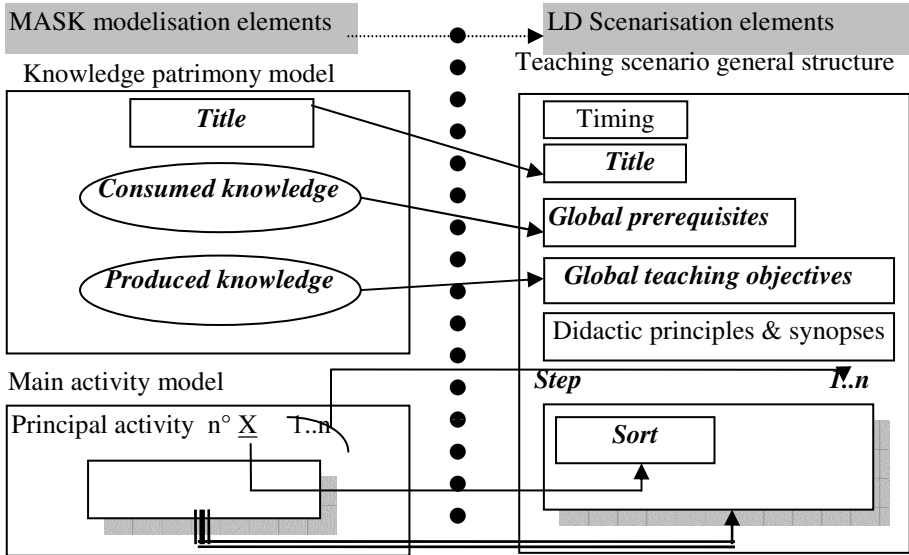 MASK modelisation elements
LD Scenarisation elements
Knowledge patrimony model
Teaching scenario general structure
Title
Consumed knowledge
Produced knowledge
Timing
Title
Global prerequisites
Global teaching objectives
Didactic principles & synopses
Main activity model
Step 1..n
Principal activity n° X 1..n
Sort